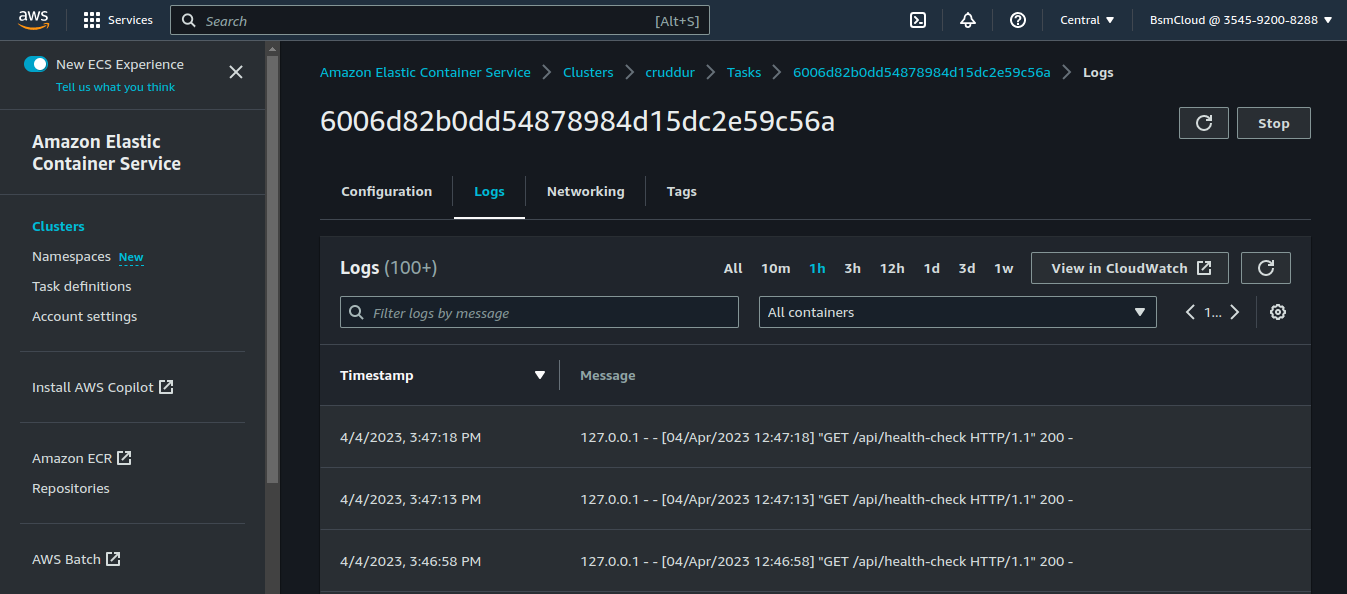 aws
Services
Search [Alt+S]
Central
BsmCloud @ 3545-9200-8288
New ECS Experience
Tell us what you think
Amazon Elastic
Container Service
Clusters
Namespaces New
Task definitions
Account settings
Install AWS Copilot
Amazon ECR
Repositories
AWS Batch
Amazon Elastic Container Service Clusters cruddur Tasks 6006d82b0dd54878984d15dc2e59c56a Logs
6006d82b0dd54878984d15dc2e59c56a
Stop
Configuration Logs Networking Tags
Logs (100+)
All 10m 1h 3h 12h 1d 3d 1w
View in CloudWatch
Filter logs by message
All containers
1...
Timestamp Message
4/4/2023, 3:47:18 PM 127.0.0.1 - - [04/Apr/2023 12:47:18] "GET /api/health-check HTTP/1.1" 200 -
4/4/2023, 3:47:13 PM 127.0.0.1 - - [04/Apr/2023 12:47:13] "GET /api/health-check HTTP/1.1" 200 -
4/4/2023, 3:46:58 PM 127.0.0.1 - - [04/Apr/2023 12:46:58] "GET /api/health-check HTTP/1.1" 200 -